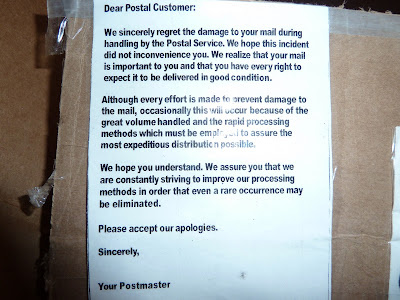 Dear Postal Customer:
We sincerely regret the damage to your mail during
handling by the Postal Service. We hope this incident
did not inconvenience you. We realize that your mail
is important to you and that you have every right to
expect it to be delivered in good condition.
Although every effort is made to prevent damage to
the mail, occasionally this will occur because of the
great volume handled and the rapid processing
methods which must be employed to assure the
most expeditious distribution possible.
We hope you understand. We assure you that we
are constantly striving to improve our processing
methods in order that even a rare occurrence may
be eliminated.
Please accept our apologies.
Sincerely,
Your Postmaster